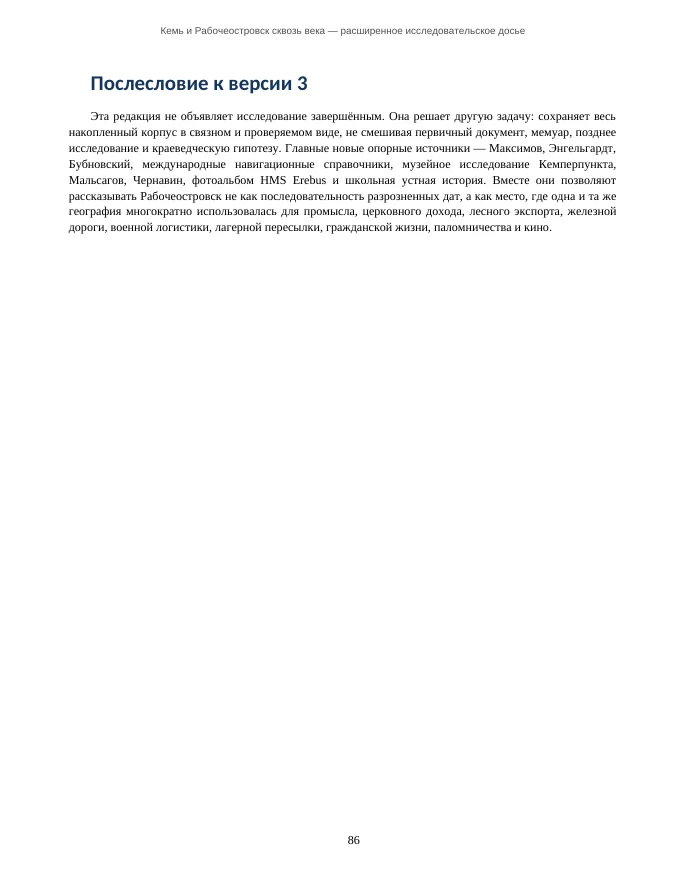 Кемь и Рабочеостровск сквозь века — расширенное исследовательское досье
Послесловие к версии 3
Эта редакция не объявляет исследование завершённым. Она решает другую задачу: сохраняет весь
накопленный корпус в связном и проверяемом виде, не смешивая первичный документ, мемуар, позднее
исследование и краеведческую гипотезу. Главные новые опорные источники — Максимов, Энгельгардт,
Бубновский, международные навигационные справочники, музейное исследование Кемперпункта,
Мальсагов, Чернавин, фотоальбом HMS Erebus и школьная устная история. Вместе они позволяют
рассказывать Рабочеостровск не как последовательность разрозненных дат, а как место, где одна и та же
география многократно использовалась для промысла, церковного дохода, лесного экспорта, железной
дороги, военной логистики, лагерной пересылки, гражданской жизни, паломничества и кино.
86